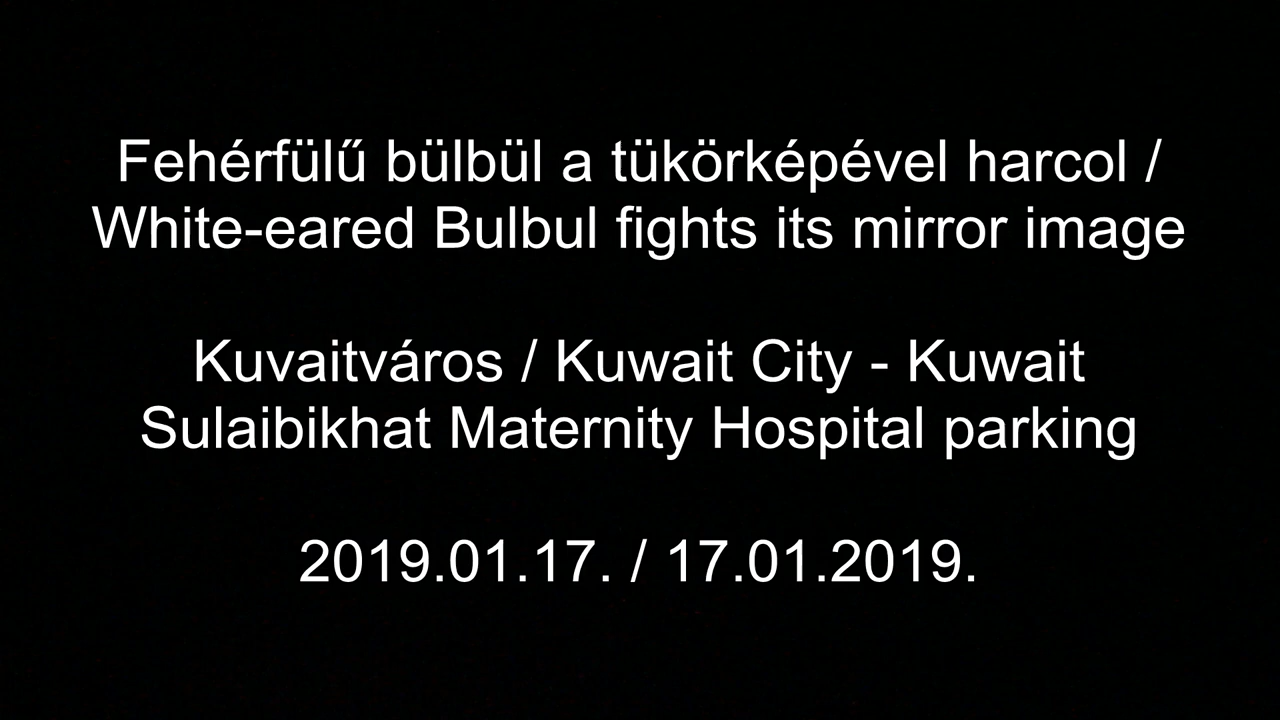 Fehérfülű bülbül a tükörképével harcol /
White-eared Bulbul fights its mirror image
Kuvaitváros / Kuwait City - Kuwait
Sulaibikhat Maternity Hospital parking
2019.01.17. / 17.01.2019.